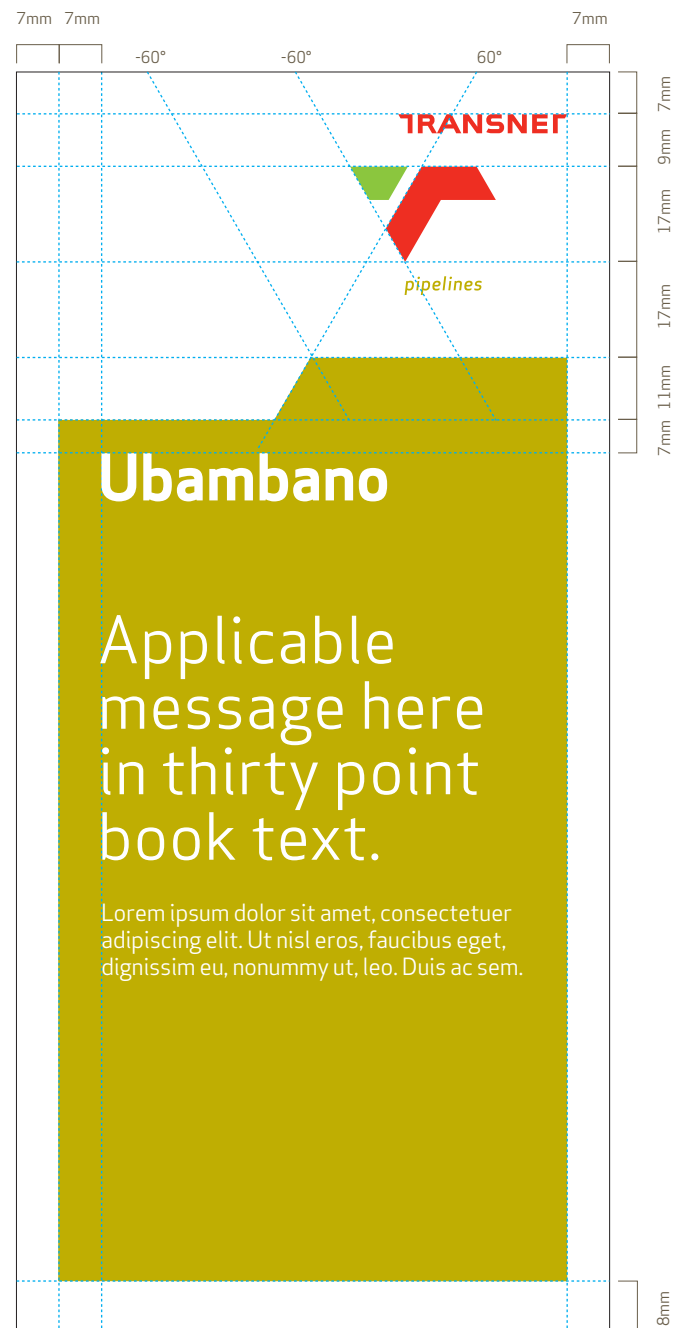 7mm 7mm 7mm
-60° -60° 60°
7mm
TRANSNET
9mm
17mm
pipelines
17mm
11mm
7mm
Ubambano
Applicable
message here
in thirty point
book text.
Lorem ipsum dolor sit amet, consectetuer
adipiscing elit. Ut nisl eros, faucibus eget,
dignissim eu, nonummy ut, leo. Duis ac sem.
8mm